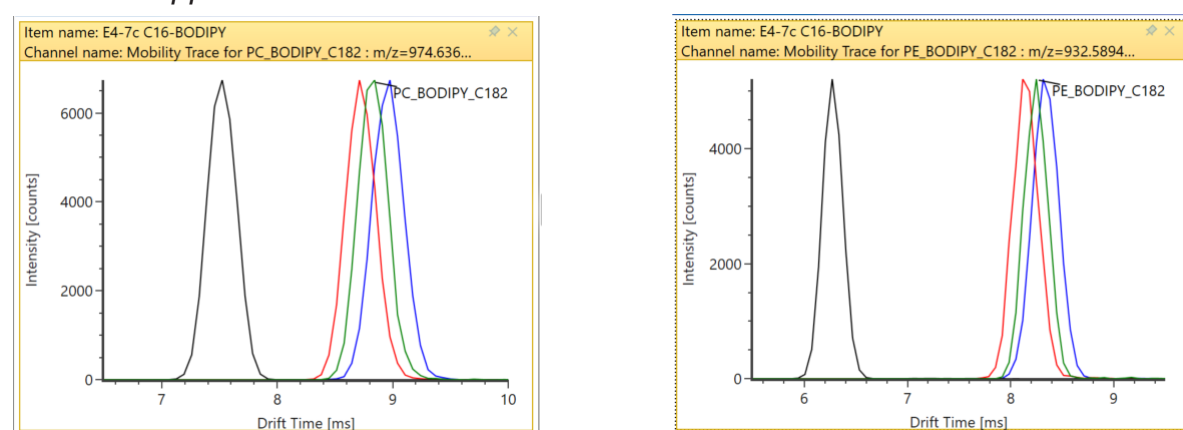 Item name: E4-7c C16-BODIPY
Channel name: Mobility Trace for PC_BODIPY_C182 : m/z=974.636...
PC_BODIPY_C182
6000
4000
2000
0
Intensity [counts]
7 8 9 10
Drift Time [ms]
Item name: E4-7c C16-BODIPY
Channel name: Mobility Trace for PE_BODIPY_C182 : m/z=932.5894...
PE_BODIPY_C182
4000
2000
0
Intensity [counts]
6 7 8 9
Drift Time [ms]